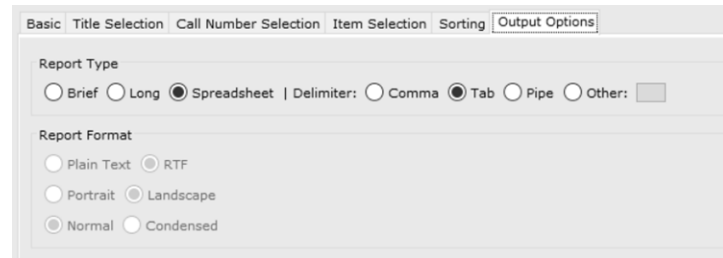 Basic Title Selection Call Number Selection Item Selection Sorting Output Options
Report Type
Brief Long Spreadsheet | Delimiter: Comma Tab Pipe Other:
Report Format
Plain Text RTF
Portrait Landscape
Normal Condensed